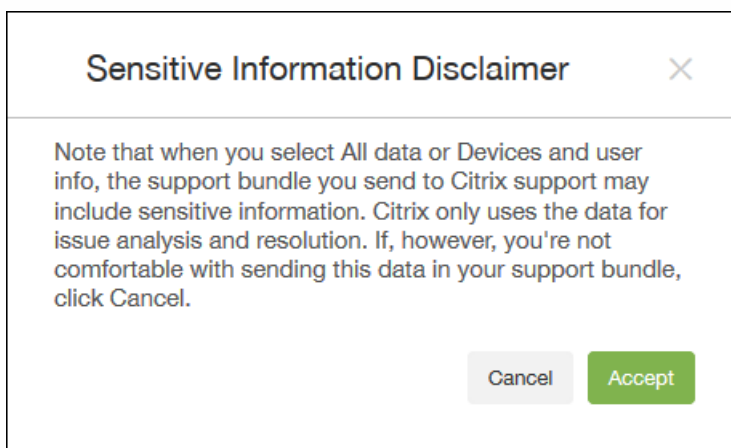 Sensitive Information Disclaimer
Note that when you select All data or Devices and user
info, the support bundle you send to Citrix support may
include sensitive information. Citrix only uses the data for
issue analysis and resolution. If, however, you're not
comfortable with sending this data in your support bundle,
click Cancel.
Cancel
Accept